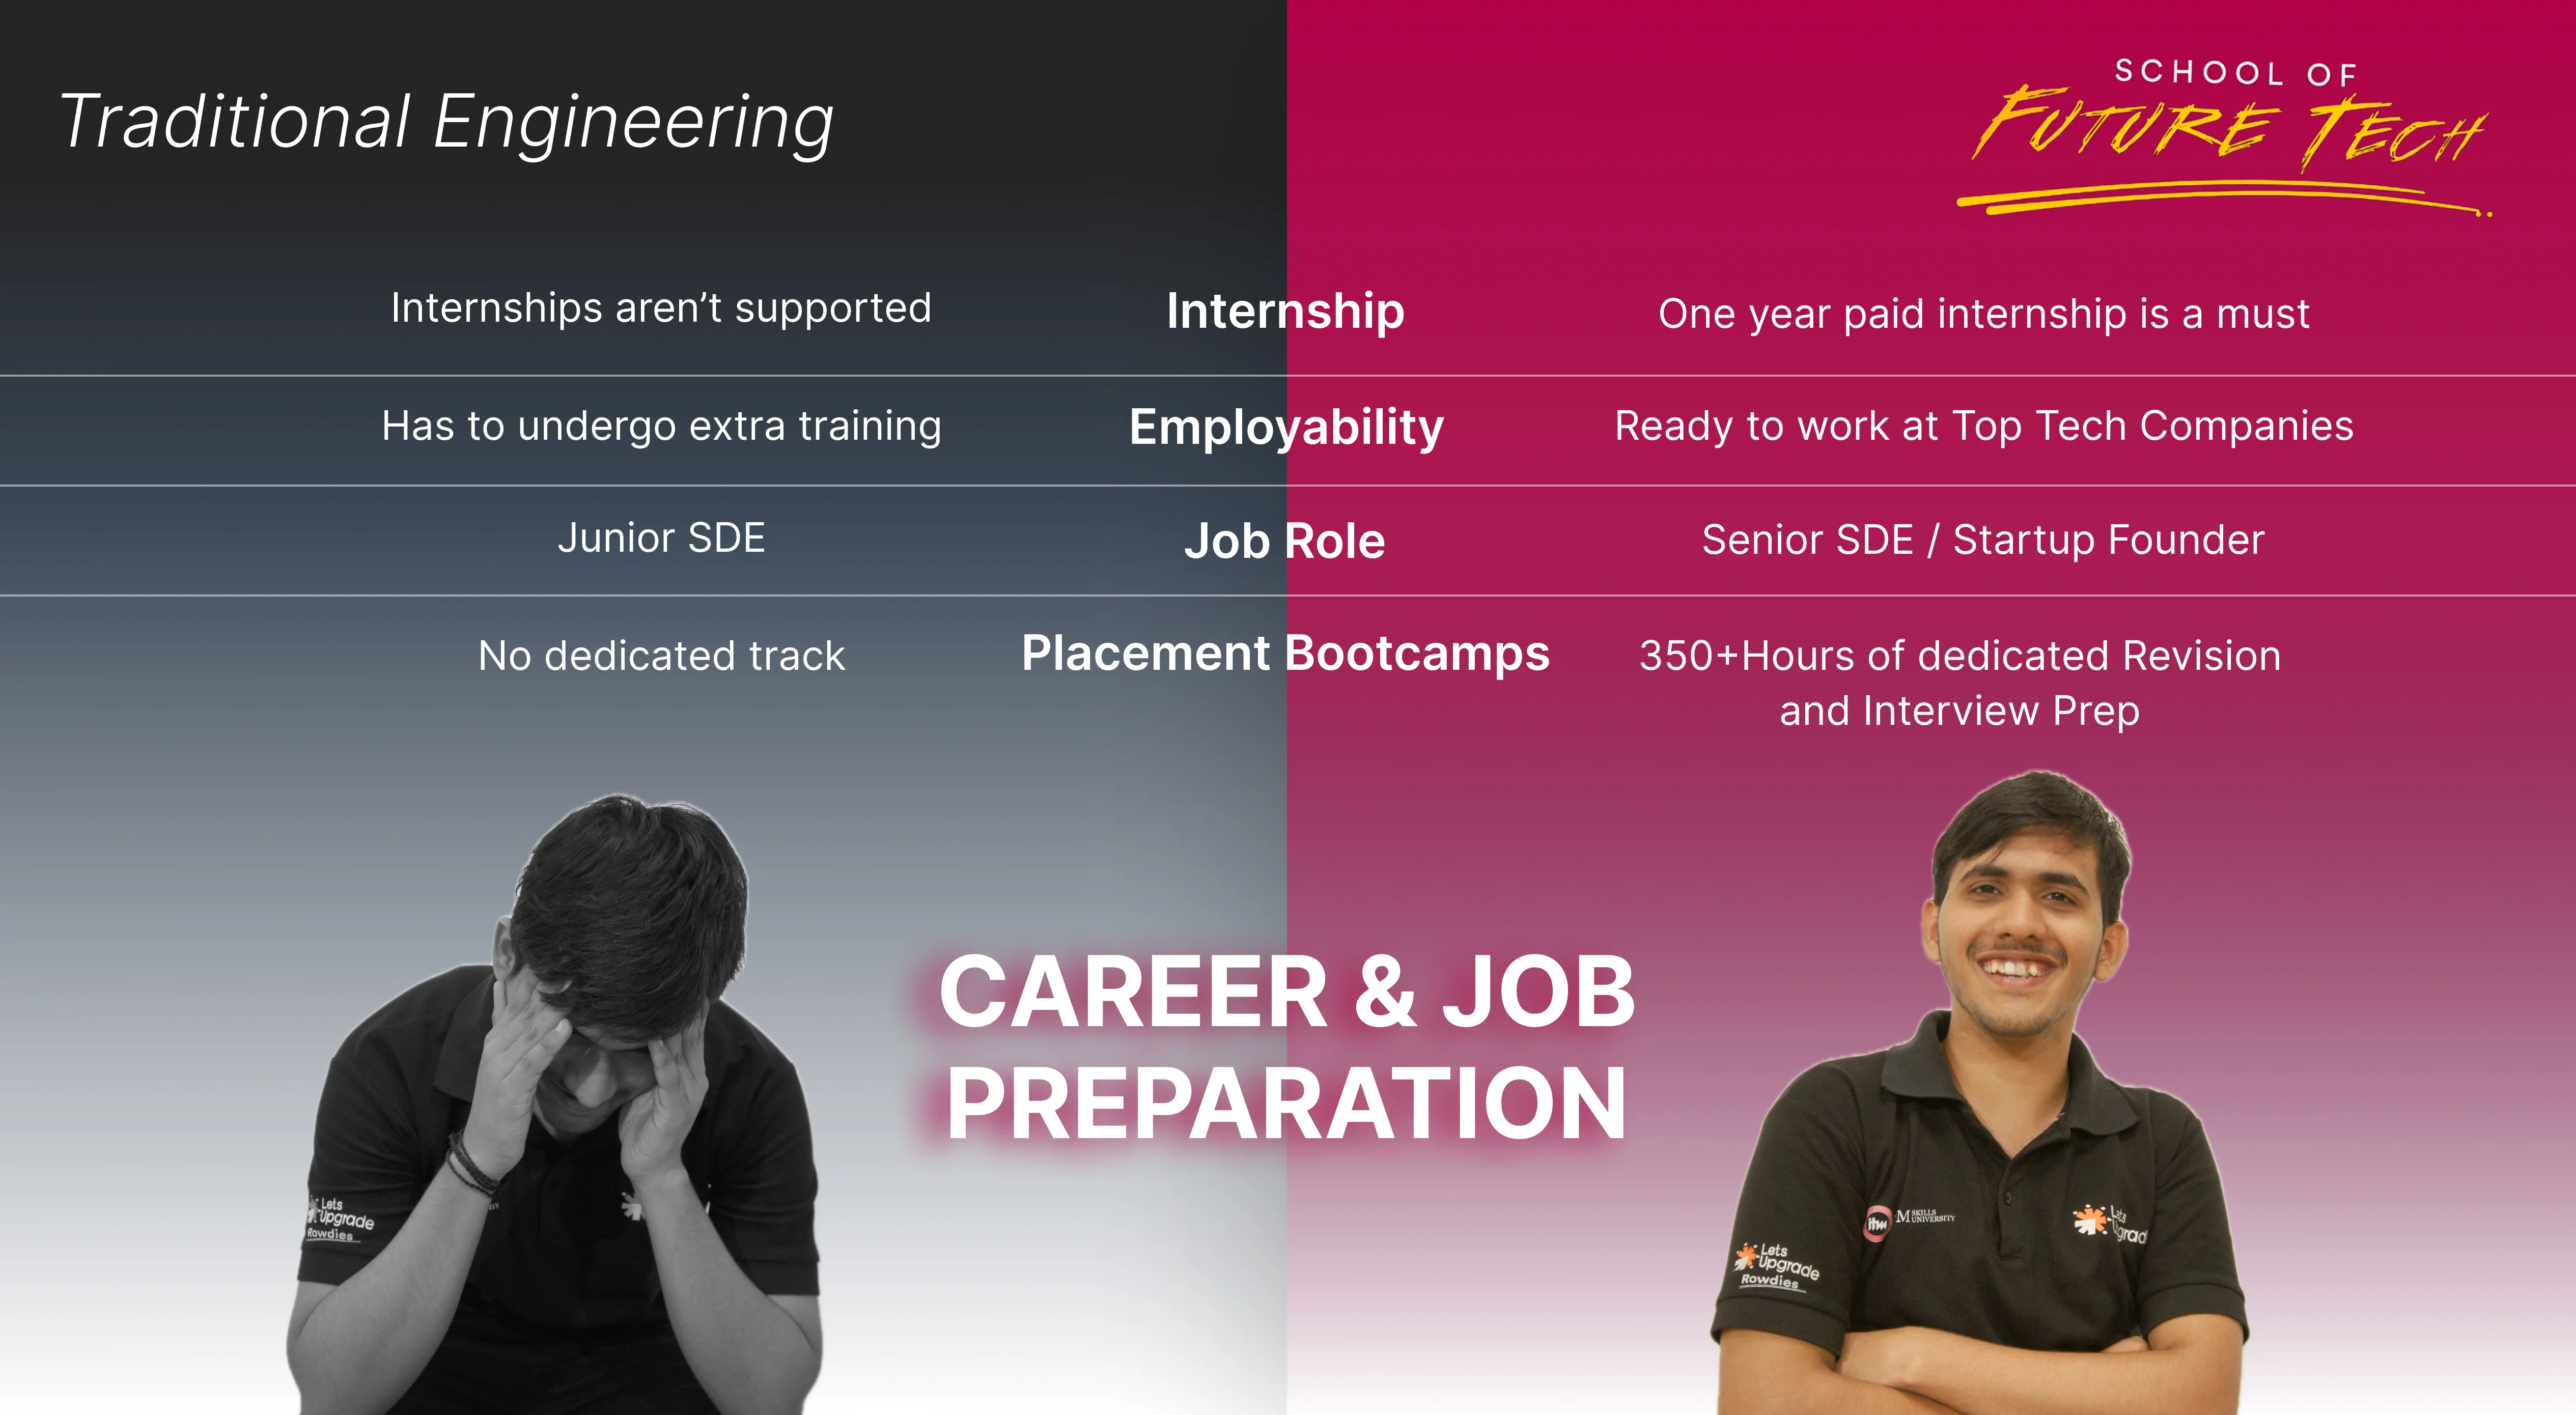 Traditional Engineering
SCHOOL OF
FUTURE TECH
Internships aren’t supported
Internship
One year paid internship is a must
Has to undergo extra training
Employability
Ready to work at Top Tech Companies
Junior SDE
Job Role
Senior SDE / Startup Founder
No dedicated track
Placement Bootcamps
350+Hours of dedicated Revision
and Interview Prep
CAREER & JOB
PREPARATION
Lets
Upgrade
Rowdies
itm
SKILLS
UNIVERSITY
Lets
Lets
Upgrade
Rowdies